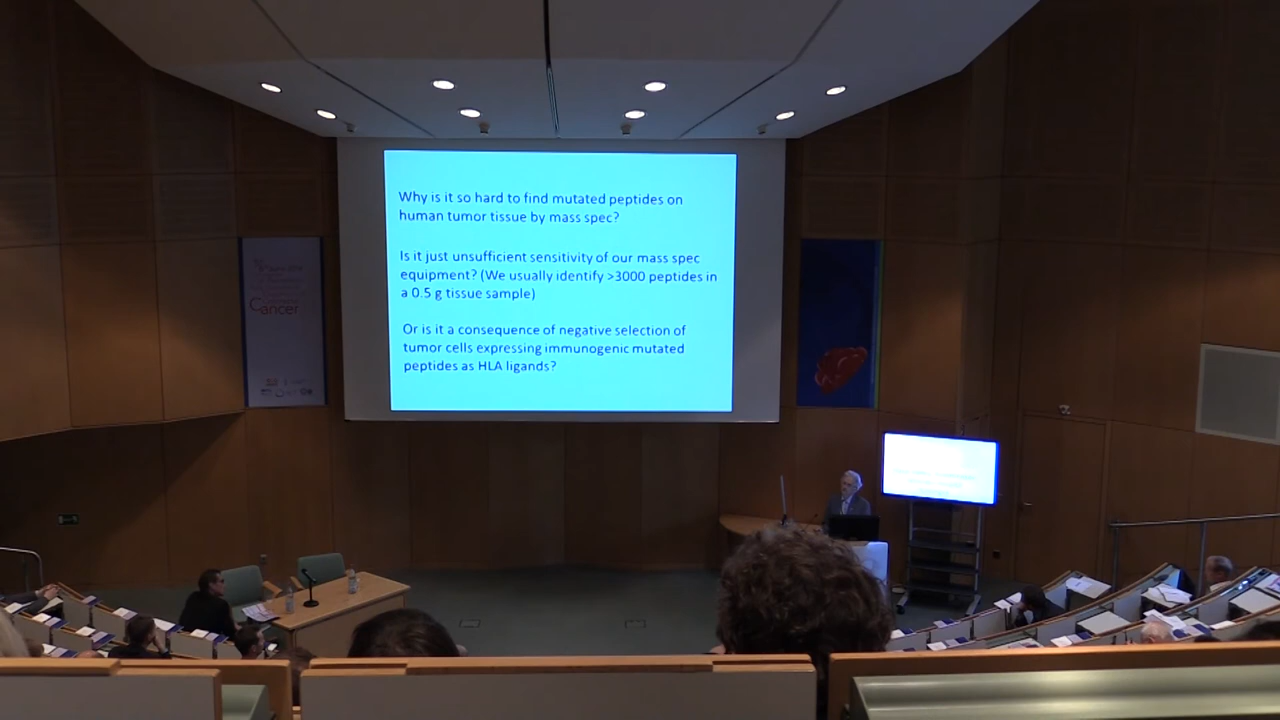 Why is it so hard to find mutated peptides on
human tumor tissue by mass spec?
Is it just unsufficient sensitivity of our mass spec
equipment? (We usually identify >3000 peptides in
a 0.5 g tissue sample)
Or is it a consequence of negative selection of
tumor cells expressing immunogenic mutated
peptides as HLA ligands?
Cancer